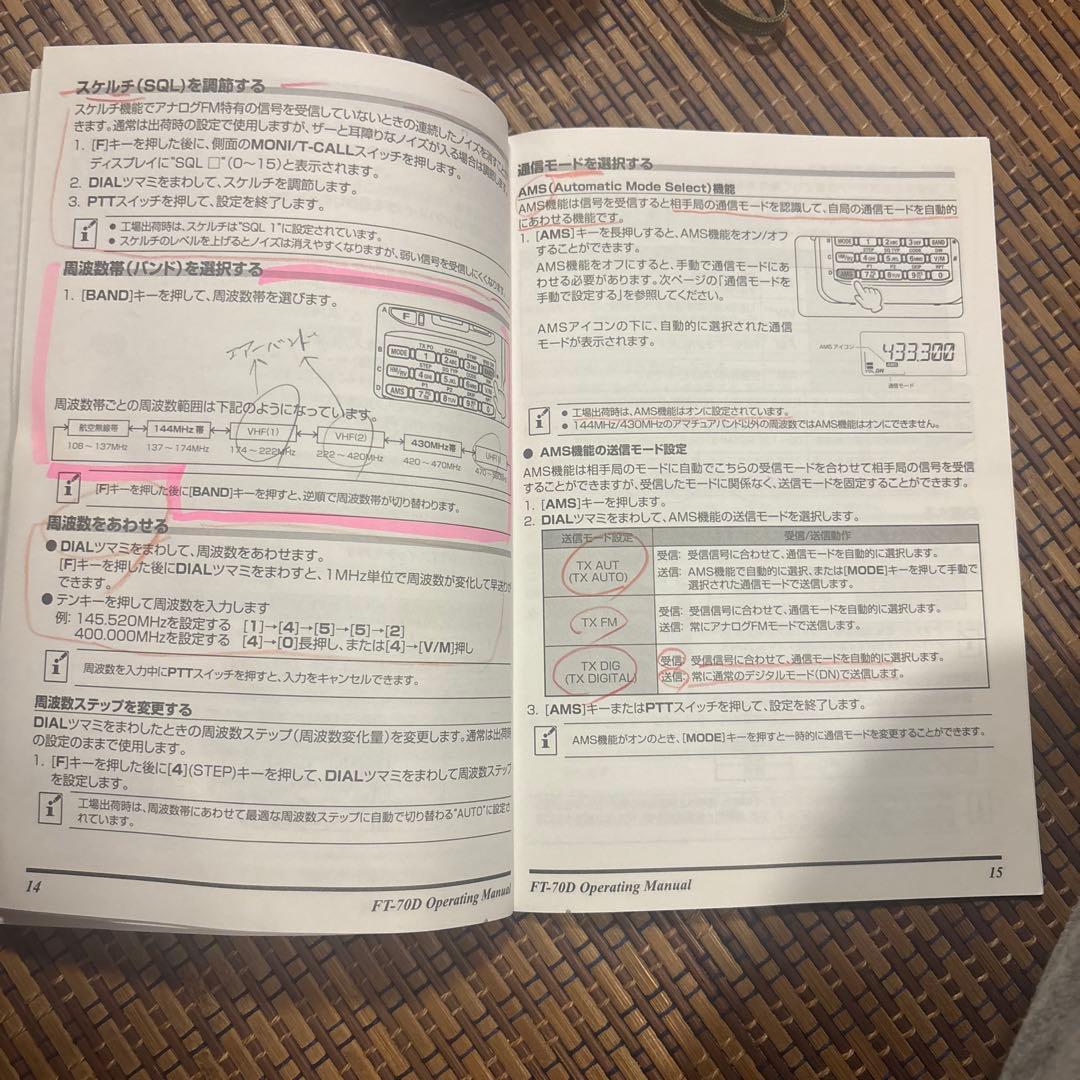 スケルチ(SQL)を調節する
スケルチ機能でアナログFM特有の信号を受信していないときの連続したノイズを消すこと
きます。通常は出荷時の設定で使用しますが、ザーと耳障りなノイズが入る場合は調節します。
1. [F]キーを押した後に、側面のMONI/T-CALLスイッチを押します。
ディスプレイに"SQL □"(0~15)と表示されます。
2. DIALツマミをまわして、スケルチを調節します。
3. PTTスイッチを押して、設定を終了します。
● 工場出荷時は、スケルチは"SQL 1"に設定されています。
● スケルチのレベルを上げるとノイズは消えやすくなりますが、弱い信号を受信しにくくなります。
周波数帯(バンド)を選択する
1. [BAND]キーを押して、周波数帯を選びます。
エアーバンド
A F
B MODE 1 2ABC 3DEF
C HM/RV 4GHI 5JKL 6MNO
D AMS 7 8TUV 9 0
周波数帯ごとの周波数範囲は下記のようになっています。
航空無線帯 144MHz帯 VHF(1) VHF(2) 430MHz帯 UHF
108~137MHz 137~174MHz 174~222MHz 222~420MHz 420~470MHz 470~
[F]キーを押した後に[BAND]キーを押すと、逆順で周波数帯が切り替わります。
周波数をあわせる
● DIALツマミをまわして、周波数をあわせます。
[F]キーを押した後にDIALツマミをまわすと、1MHz単位で周波数が変化して早送りが
できます。
● テンキーを押して周波数を入力します
例: 145.520MHzを設定する [1]→[4]→[5]→[5]→[2]
400.000MHzを設定する [4]→[0]長押し、または[4]→[V/M]押し
周波数を入力中にPTTスイッチを押すと、入力をキャンセルできます。
周波数ステップを変更する
DIALツマミをまわしたときの周波数ステップ(周波数変化量)を変更します。通常は出荷時
の設定のままで使用します。
1. [F]キーを押した後に[4](STEP)キーを押して、DIALツマミをまわして周波数ステップ
を設定します。
工場出荷時は、周波数帯にあわせて最適な周波数ステップに自動で切り替わる"AUTO"に設定さ
れています。
14
FT-70D Operating Manual
通信モードを選択する
AMS(Automatic Mode Select)機能
AMS機能は信号を受信すると相手局の通信モードを認識して、自局の通信モードを自動的
にあわせる機能です。
1. [AMS]キーを長押しすると、AMS機能をオン/オフ
することができます。
AMS機能をオフにすると、手動で通信モードにあ
わせる必要があります。次ページの「通信モードを
手動で設定する」を参照してください。
B MODE 1 2ABC 3DEF BAND
C HM/RV 4GHI 5JKL 6MNO V/M
D AMS 7 8TUV 9 0
AMSアイコンの下に、自動的に選択された通信
モードが表示されます。
AMS アイコン
433.300
通信モード
● 工場出荷時は、AMS機能はオンに設定されています。
● 144/430MHzのアマチュアバンド以外の周波数ではAMS機能はオンにできません。
● AMS機能の送信モード設定
AMS機能は相手局のモードに自動でこちらの受信モードを合わせて相手局の信号を受信
することができますが、受信したモードに関係なく、送信モードを固定することができます。
1. [AMS]キーを押します。
2. DIALツマミをまわして、AMS機能の送信モードを選択します。
送信モード設定 受信/送信動作
TX AUT
(TX AUTO)
受信: 受信信号に合わせて、通信モードを自動的に選択します。
送信: AMS機能で自動的に選択、または[MODE]キーを押して手動で
選択された通信モードで送信します。
TX FM
受信: 受信信号に合わせて、通信モードを自動的に選択します。
送信: 常にアナログFMモードで送信します。
TX DIG
(TX DIGITAL)
受信: 受信信号に合わせて、通信モードを自動的に選択します。
送信: 常に通常のデジタルモード(DN)で送信します。
3. [AMS]キーまたはPTTスイッチを押して、設定を終了します。
AMS機能がオンのとき、[MODE]キーを押すと一時的に通信モードを変更することができます。
FT-70D Operating Manual
15